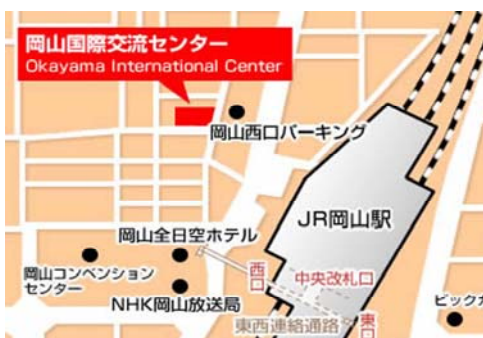 岡山国際交流センター
Okayama International Center
岡山西口パーキング
JR岡山駅
岡山全日空ホテル
岡山コンベンション
センター
西口
中央改札口
NHK岡山放送局
東西連絡通路
東口
ビックカ